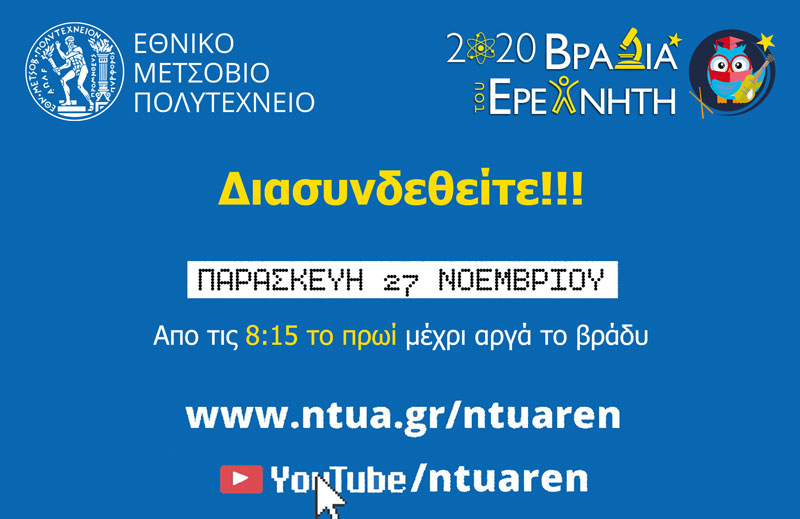 ΕΘΝΙΚΟ
ΜΕΤΣΟΒΙΟ
ΠΟΛΥΤΕΧΝΕΙΟ
2020 ΒΡΑΔΙΑ
του ΕΡΕΥΝΗΤΗ
Διασυνδεθείτε!!!
ΠΑΡΑΣΚΕΥΗ 27 ΝΟΕΜΒΡΙΟΥ
Απο τις 8:15 το πρωί μέχρι αργά το βράδυ
www.ntua.gr/ntuaren
YouTube/ntuaren